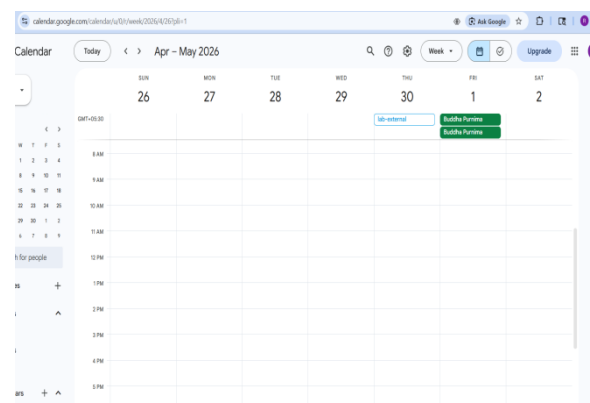 calendar.google.com/calendar/u/0/r/week/2026/4/26?pli=1
Ask Google
Calendar
Today
Apr – May 2026
Week
Upgrade
SUN MON TUE WED THU FRI SAT
26 27 28 29 30 1 2
GMT+05:30
lab-external
Buddha Purnima
Buddha Purnima
W T F S
1 2 3 4
8 9 10 11
15 16 17 18
22 23 24 25
29 30 1 2
6 7 8 9
h for people
8 AM
9 AM
10 AM
11 AM
12 PM
1 PM
2 PM
3 PM
4 PM
5 PM
ars